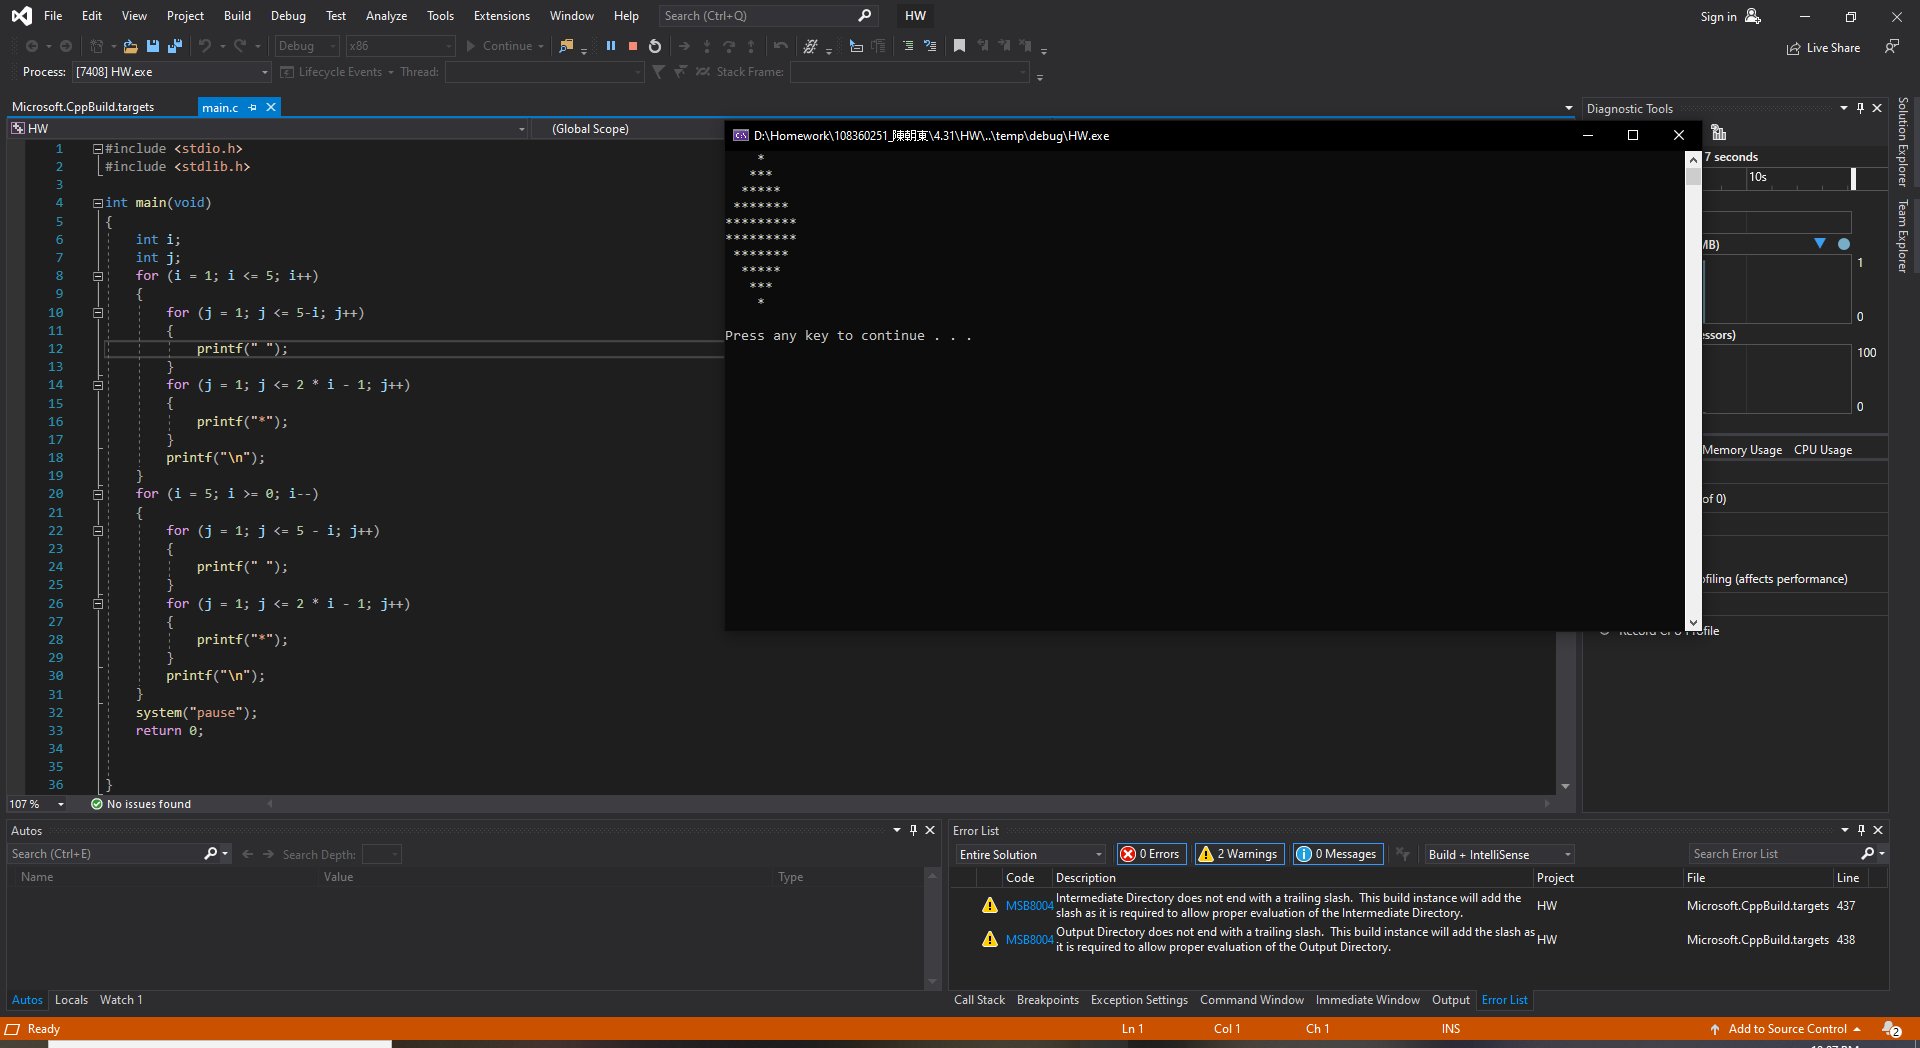 File Edit View Project Build Debug Test Analyze Tools Extensions Window Help Search (Ctrl+Q) HW Sign in
Debug x86 Continue Live Share
Process: [7408] HW.exe Lifecycle Events Thread: Stack Frame:
Microsoft.CppBuild.targets main.c
HW (Global Scope)
1 #include <stdio.h>
2 #include <stdlib.h>
3
4 int main(void)
5 {
6 int i;
7 int j;
8 for (i = 1; i <= 5; i++)
9 {
10 for (j = 1; j <= 5-i; j++)
11 {
12 printf(" ");
13 }
14 for (j = 1; j <= 2 * i - 1; j++)
15 {
16 printf("*");
17 }
18 printf("\n");
19 }
20 for (i = 5; i >= 0; i--)
21 {
22 for (j = 1; j <= 5 - i; j++)
23 {
24 printf(" ");
25 }
26 for (j = 1; j <= 2 * i - 1; j++)
27 {
28 printf("*");
29 }
30 printf("\n");
31 }
32 system("pause");
33 return 0;
34
35
36 }
107 % No issues found
D:\Homework\108360251_陳朝東\4.31\HW\..\temp\debug\HW.exe
    *
   ***
  *****
 *******
*********
*********
 *******
  *****
   ***
    *
Press any key to continue . . .
Diagnostic Tools
7 seconds
10s
MB)
1
0
essors)
100
0
Memory Usage CPU Usage
of 0)
ofiling (affects performance)
Record CPU Profile
Solution Explorer
Team Explorer
Autos
Search (Ctrl+E) Search Depth:
Name Value Type
Autos Locals Watch 1
Error List
Entire Solution 0 Errors 2 Warnings 0 Messages Build + IntelliSense Search Error List
Code Description Project File Line
MSB8004 Intermediate Directory does not end with a trailing slash. This build instance will add the
slash as it is required to allow proper evaluation of the Intermediate Directory. HW Microsoft.CppBuild.targets 437
MSB8004 Output Directory does not end with a trailing slash. This build instance will add the slash as
it is required to allow proper evaluation of the Output Directory. HW Microsoft.CppBuild.targets 438
Call Stack Breakpoints Exception Settings Command Window Immediate Window Output Error List
Ready Ln 1 Col 1 Ch 1 INS Add to Source Control 2